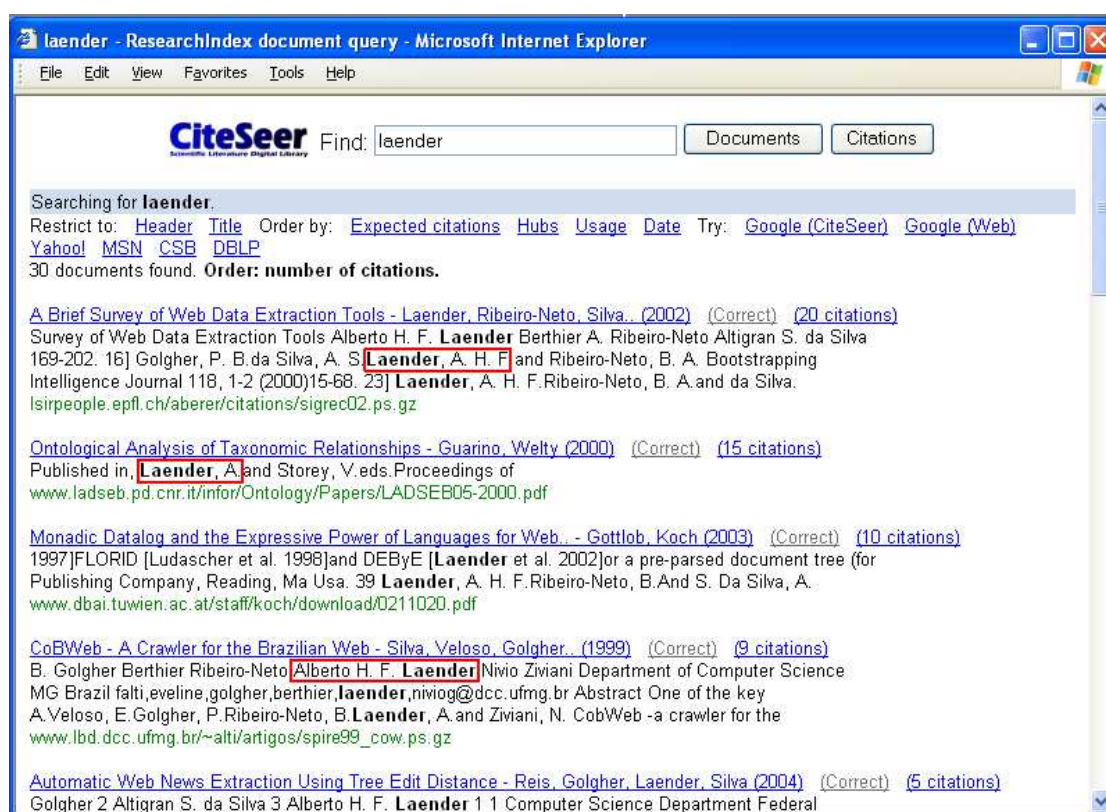 laender - ResearchIndex document query - Microsoft Internet Explorer
File Edit View Favorites Tools Help
CiteSeer Find: laender Documents Citations
Scientific Literature Digital Library
Searching for laender.
Restrict to: Header Title Order by: Expected citations Hubs Usage Date Try: Google (CiteSeer) Google (Web)
Yahoo! MSN CSB DBLP
30 documents found. Order: number of citations.
A Brief Survey of Web Data Extraction Tools - Laender, Ribeiro-Neto, Silva.. (2002) (Correct) (20 citations)
Survey of Web Data Extraction Tools Alberto H. F. Laender Berthier A. Ribeiro-Neto Altigran S. da Silva
169-202. 16] Golgher, P. B.da Silva, A. S.Laender, A. H. F and Ribeiro-Neto, B. A. Bootstrapping
Intelligence Journal 118, 1-2 (2000)15-68. 23] Laender, A. H. F.Ribeiro-Neto, B. A.and da Silva.
lsirpeople.epfl.ch/aberer/citations/sigrec02.ps.gz
Ontological Analysis of Taxonomic Relationships - Guarino, Welty (2000) (Correct) (15 citations)
Published in, Laender, A.and Storey, V.eds.Proceedings of
www.ladseb.pd.cnr.it/infor/Ontology/Papers/LADSEB05-2000.pdf
Monadic Datalog and the Expressive Power of Languages for Web.. - Gottlob, Koch (2003) (Correct) (10 citations)
1997]FLORID [Ludascher et al. 1998]and DEByE [Laender et al. 2002]or a pre-parsed document tree (for
Publishing Company, Reading, Ma Usa. 39 Laender, A. H. F.Ribeiro-Neto, B.And S. Da Silva, A.
www.dbai.tuwien.ac.at/staff/koch/download/0211020.pdf
CoBWeb - A Crawler for the Brazilian Web - Silva, Veloso, Golgher.. (1999) (Correct) (9 citations)
B. Golgher Berthier Ribeiro-Neto Alberto H. F. Laender Nivio Ziviani Department of Computer Science
MG Brazil falti,eveline,golgher,berthier,laender,niviog@dcc.ufmg.br Abstract One of the key
A.Veloso, E.Golgher, P.Ribeiro-Neto, B.Laender, A.and Ziviani, N. CobWeb -a crawler for the
www.lbd.dcc.ufmg.br/~alti/artigos/spire99_cow.ps.gz
Automatic Web News Extraction Using Tree Edit Distance - Reis, Golgher, Laender, Silva (2004) (Correct) (5 citations)
Golgher 2 Altigran S. da Silva 3 Alberto H. F. Laender 1 1 Computer Science Department Federal